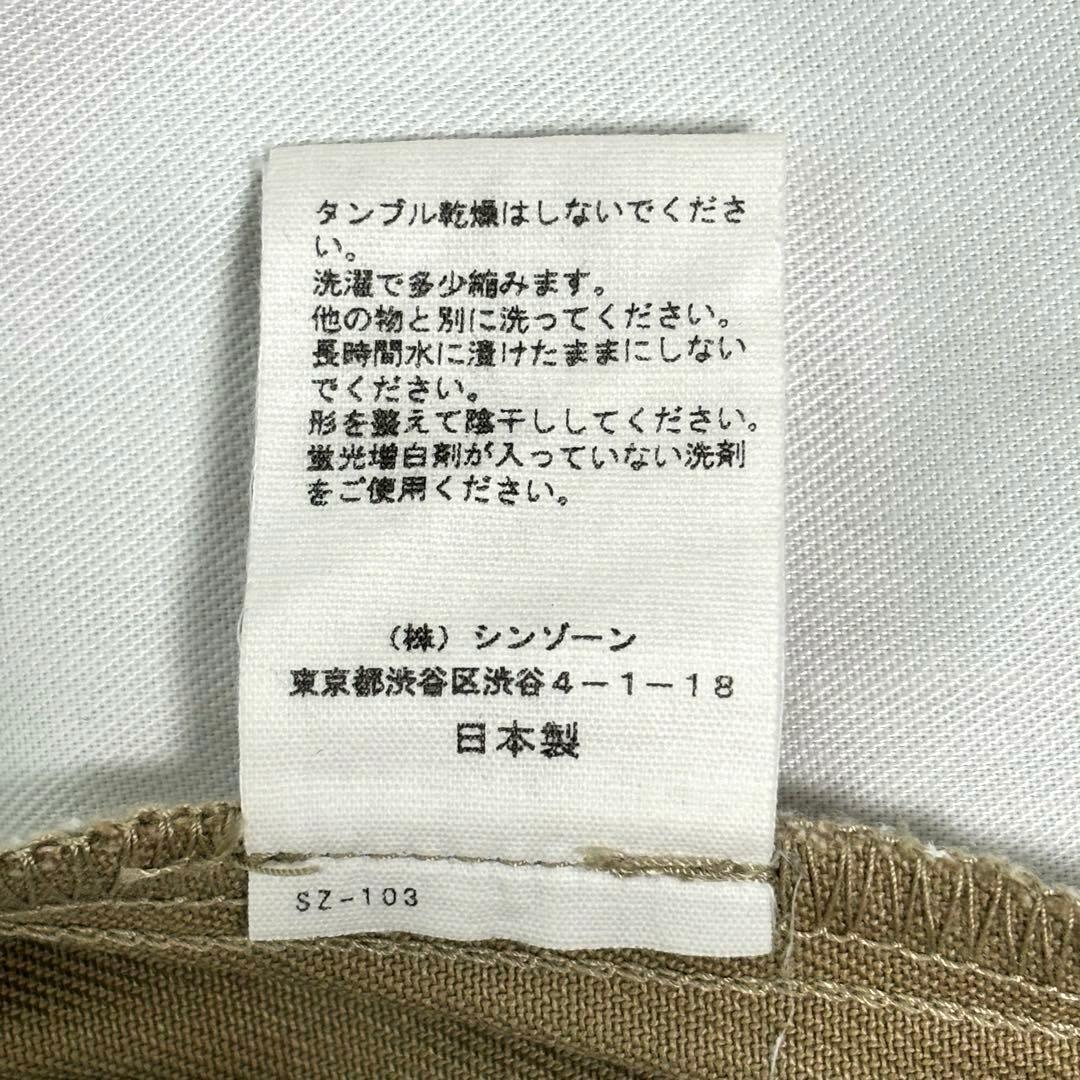 タンブル乾燥はしないでくださ
い。
洗濯で多少縮みます。
他の物と別に洗ってください。
長時間水に漬けたままにしない
でください。
形を整えて陰干ししてください。
蛍光増白剤が入っていない洗剤
をご使用ください。
（株）シンゾーン
東京都渋谷区渋谷４－１－１８
日本製
SZ-103